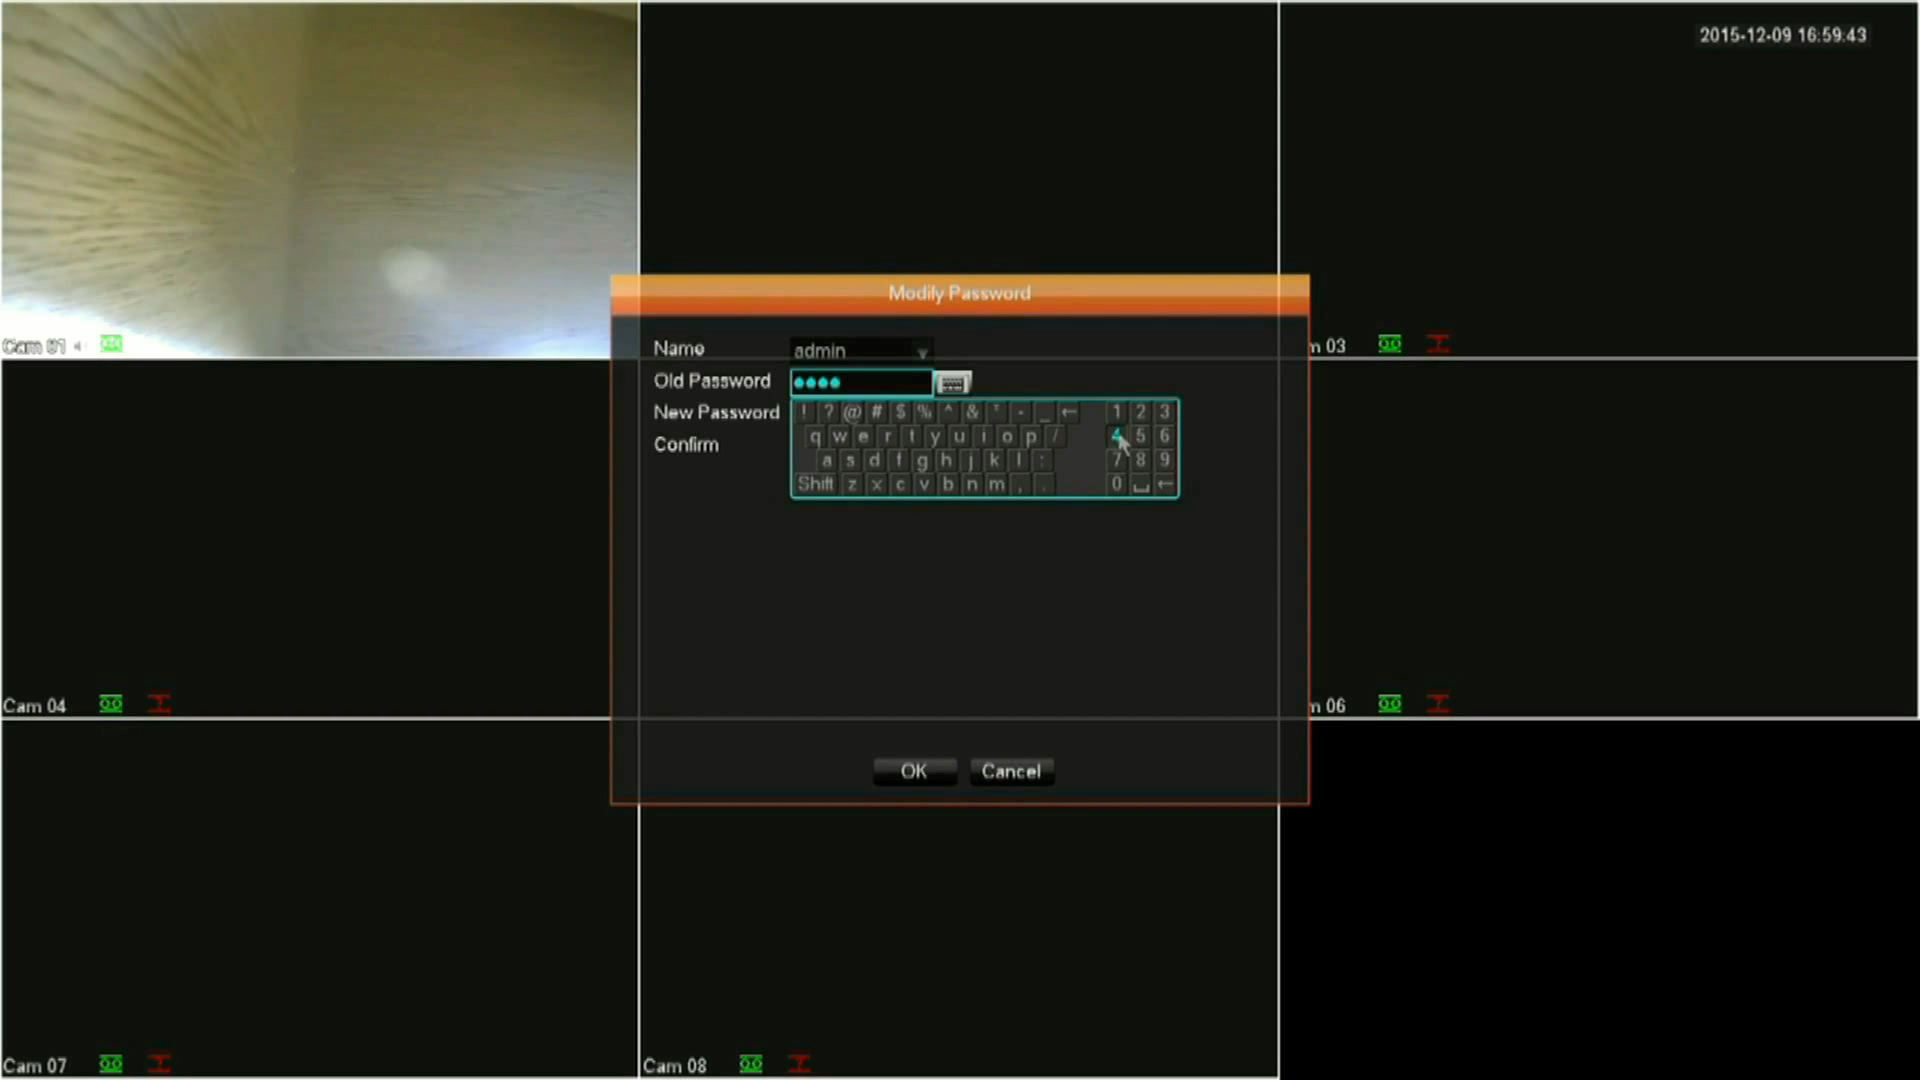 2015-12-09 16:59:43
Modify Password
Cam 01
m 03
Name admin
Old Password ●●●●
New Password
! ? @ # $ % ^ & * - _ ← 1 2 3
q w e r t y u i o p / 4 5 6
Confirm
a s d f g h j k l : 7 8 9
Shift z x c v b n m , . 0 ⌴ ←
Cam 04
m 06
OK Cancel
Cam 07
Cam 08